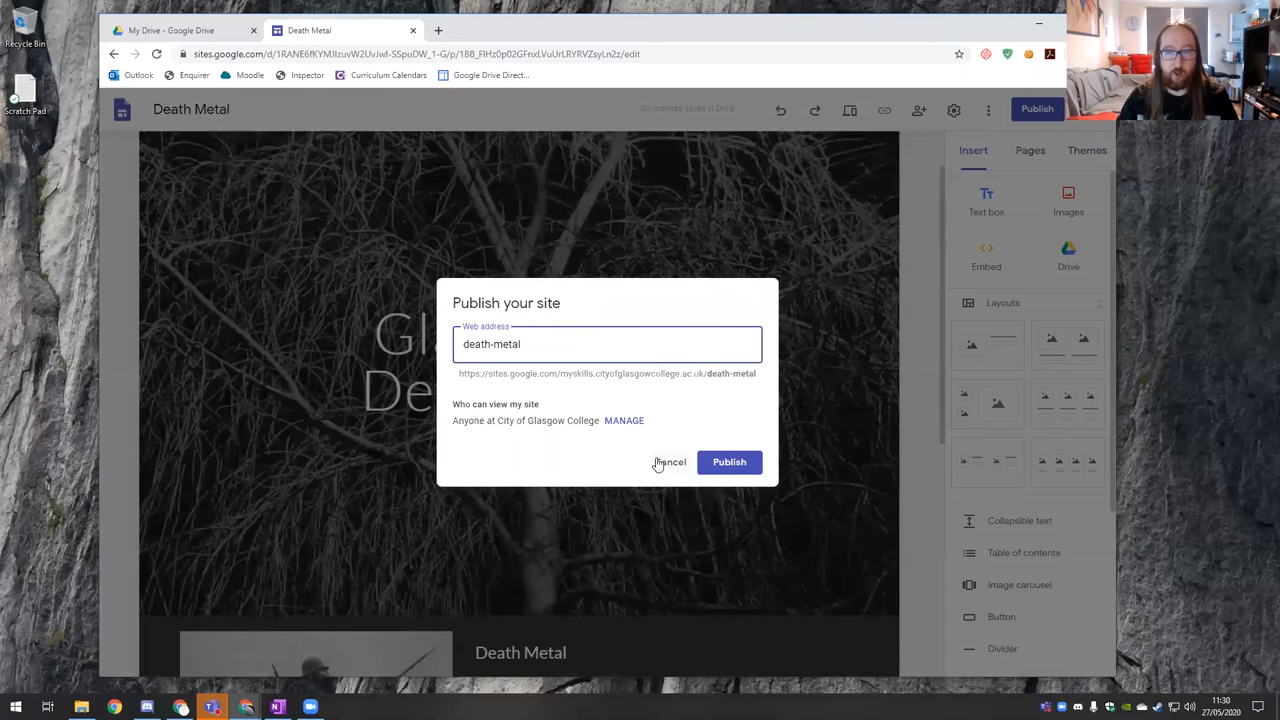 Recycle Bin
Scratch Pad
My Drive - Google Drive
Death Metal
sites.google.com/d/1RANE6fKYMJIzuvW2UvJwI-SSpuDW_1-G/p/1B8_FIHz0p02GFnxLVuUrLRYRVZsyLn2z/edit
Outlook
Enquirer
Moodle
Inspector
Curriculum Calendars
Google Drive Direct...
Death Metal
All changes saved in Drive
Publish
Insert
Pages
Themes
Tt
Text box
Images
Embed
Drive
Layouts
Collapsible text
Table of contents
Image carousel
Button
Divider
Publish your site
Web address
death-metal
https://sites.google.com/myskills.cityofglasgowcollege.ac.uk/death-metal
Who can view my site
Anyone at City of Glasgow College MANAGE
Cancel
Publish
Gl
De
Death Metal
11:30
27/05/2020